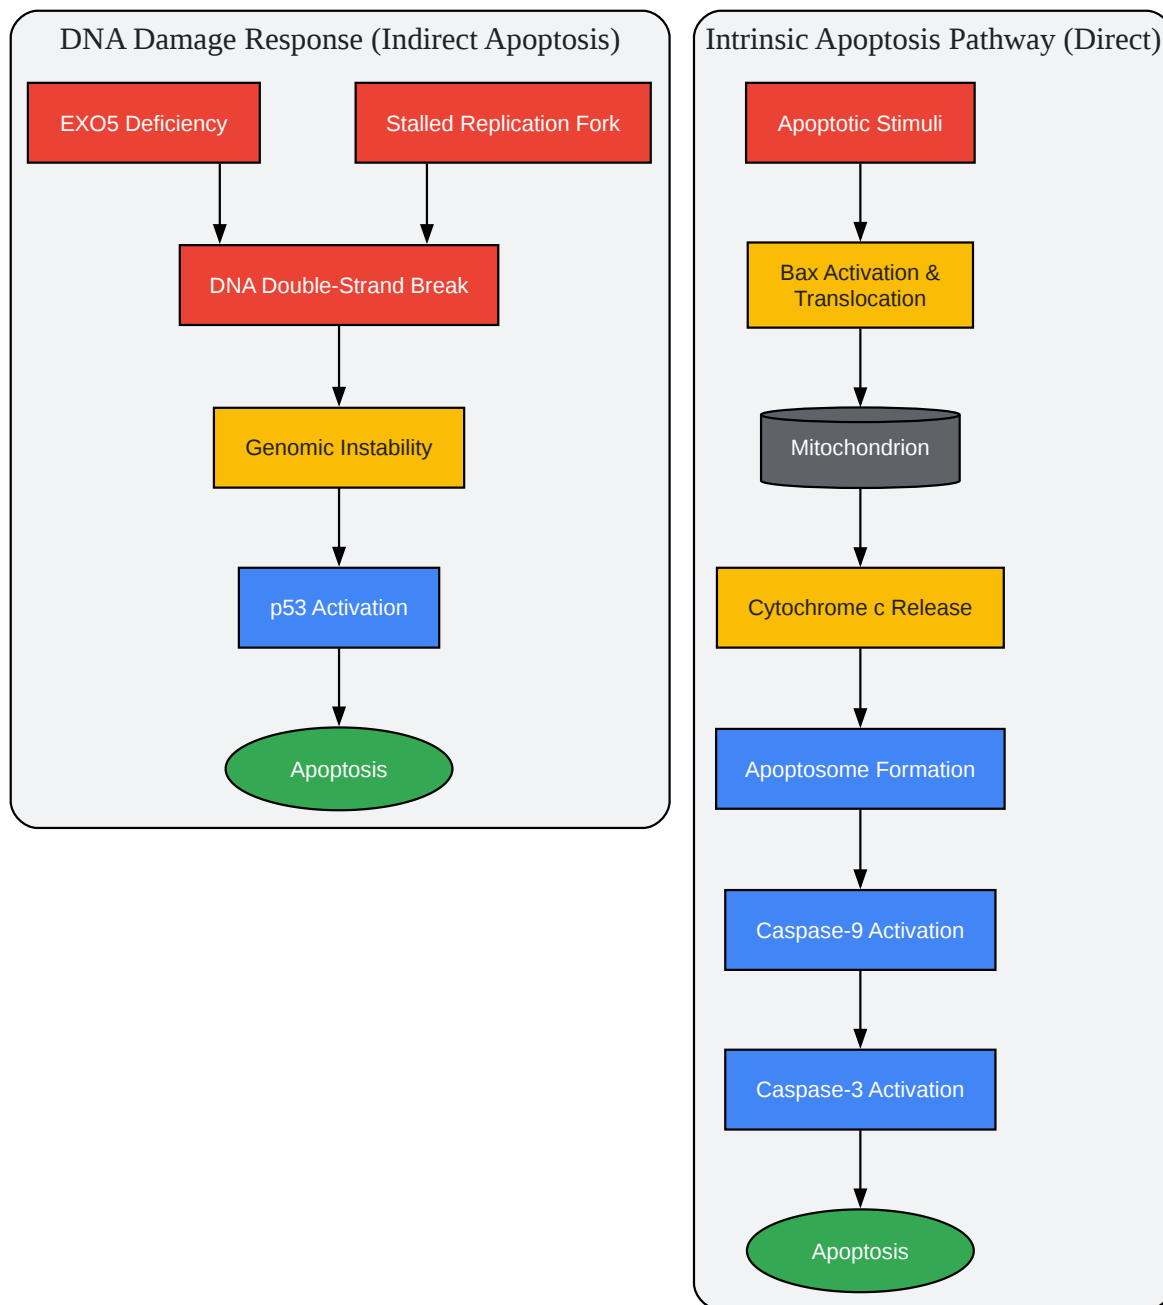 DNA Damage Response (Indirect Apoptosis)
EXO5 Deficiency
Stalled Replication Fork
DNA Double-Strand Break
Genomic Instability
p53 Activation
Apoptosis
Intrinsic Apoptosis Pathway (Direct)
Apoptotic Stimuli
Bax Activation &
Translocation
Mitochondrion
Cytochrome c Release
Apoptosome Formation
Caspase-9 Activation
Caspase-3 Activation
Apoptosis